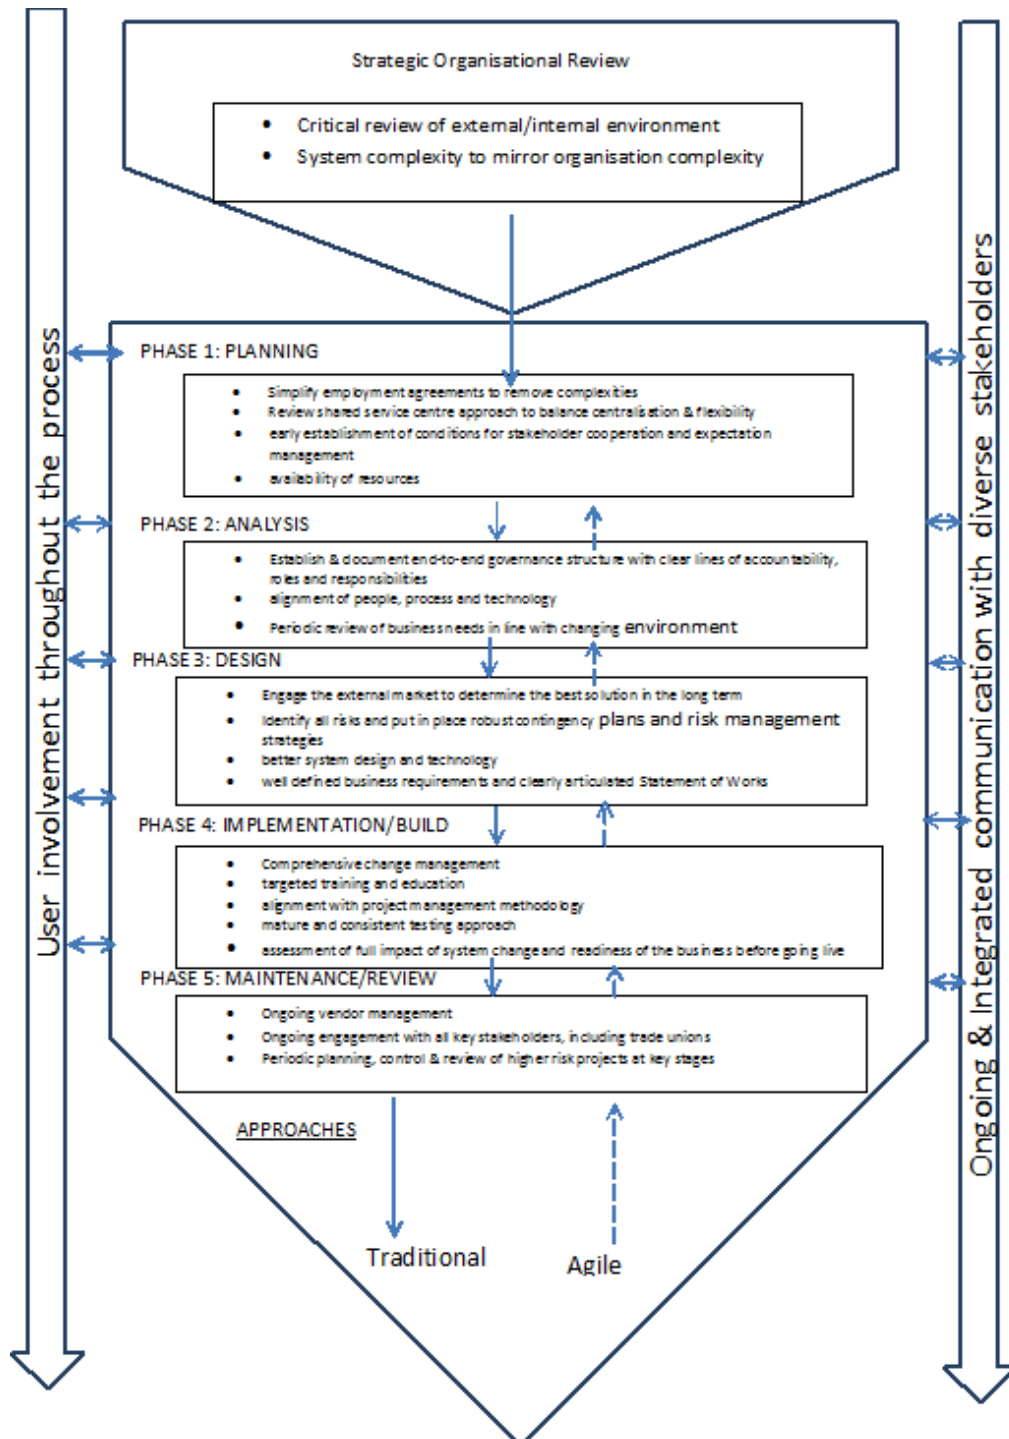 Strategic Organisational Review
• Critical review of external/internal environment
• System complexity to mirror organisation complexity
PHASE 1: PLANNING
• Simplify employment agreements to remove complexities
• Review shared service centre approach to balance centralisation & flexibility
• early establishment of conditions for stakeholder cooperation and expectation
management
• availability of resources
PHASE 2: ANALYSIS
• Establish & document end-to-end governance structure with clear lines of accountability,
roles and responsibilities
• alignment of people, process and technology
• Periodic review of business needs in line with changing environment
PHASE 3: DESIGN
• Engage the external market to determine the best solution in the long term
• Identify all risks and put in place robust contingency plans and risk management
strategies
• better system design and technology
• well defined business requirements and clearly articulated Statement of Works
PHASE 4: IMPLEMENTATION/BUILD
• Comprehensive change management
• targeted training and education
• alignment with project management methodology
• mature and consistent testing approach
• assessment of full impact of system change and readiness of the business before going live
PHASE 5: MAINTENANCE/REVIEW
• Ongoing vendor management
• Ongoing engagement with all key stakeholders, including trade unions
• Periodic planning, control & review of higher risk projects at key stages
APPROACHES
Traditional
Agile
User involvement throughout the process
Ongoing & Integrated communication with diverse stakeholders